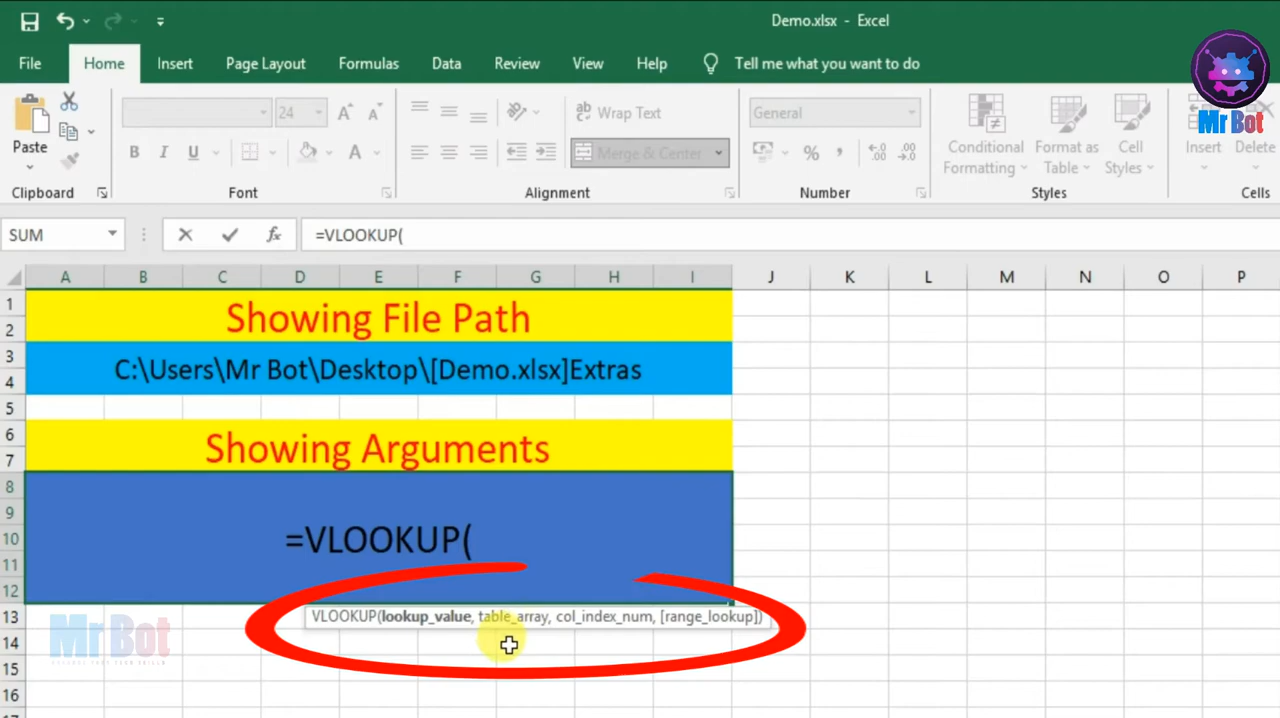 Demo.xlsx - Excel
File Home Insert Page Layout Formulas Data Review View Help Tell me what you want to do
Mr Bot
Paste
24
Wrap Text
General
Merge & Center
B I U A
% ,
Conditional Formatting
Format as Table
Cell Styles
Insert
Delete
Clipboard Font Alignment Number Styles Cells
SUM fx =VLOOKUP(
A B C D E F G H I J K L M N O P
1
Showing File Path
2
3
C:\Users\Mr Bot\Desktop\[Demo.xlsx]Extras
4
5
6
Showing Arguments
7
8
9
10 =VLOOKUP(
11
12
13 VLOOKUP(lookup_value, table_array, col_index_num, [range_lookup])
Mr Bot
14
15
16